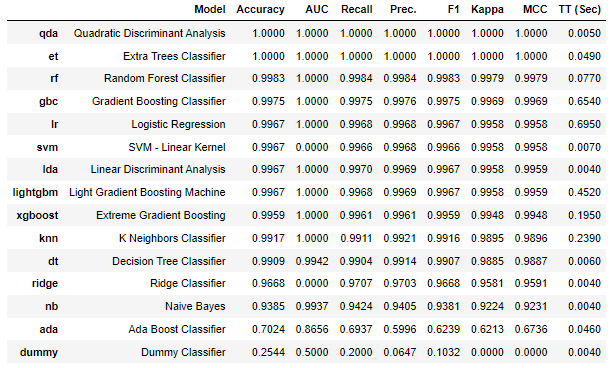 Model Accuracy AUC Recall Prec. F1 Kappa MCC TT (Sec)
qda Quadratic Discriminant Analysis 1.0000 1.0000 1.0000 1.0000 1.0000 1.0000 1.0000 0.0050
et Extra Trees Classifier 1.0000 1.0000 1.0000 1.0000 1.0000 1.0000 1.0000 0.0490
rf Random Forest Classifier 0.9983 1.0000 0.9984 0.9984 0.9983 0.9979 0.9979 0.0770
gbc Gradient Boosting Classifier 0.9975 1.0000 0.9975 0.9976 0.9975 0.9969 0.9969 0.6540
lr Logistic Regression 0.9967 1.0000 0.9968 0.9968 0.9967 0.9958 0.9958 0.6950
svm SVM - Linear Kernel 0.9967 0.0000 0.9966 0.9968 0.9966 0.9958 0.9958 0.0070
lda Linear Discriminant Analysis 0.9967 1.0000 0.9970 0.9969 0.9967 0.9958 0.9959 0.0040
lightgbm Light Gradient Boosting Machine 0.9967 1.0000 0.9968 0.9969 0.9967 0.9958 0.9959 0.4520
xgboost Extreme Gradient Boosting 0.9959 1.0000 0.9961 0.9961 0.9959 0.9948 0.9948 0.1950
knn K Neighbors Classifier 0.9917 1.0000 0.9911 0.9921 0.9916 0.9895 0.9896 0.2390
dt Decision Tree Classifier 0.9909 0.9942 0.9904 0.9914 0.9907 0.9885 0.9887 0.0060
ridge Ridge Classifier 0.9668 0.0000 0.9707 0.9703 0.9668 0.9581 0.9591 0.0040
nb Naive Bayes 0.9385 0.9937 0.9424 0.9405 0.9381 0.9224 0.9231 0.0040
ada Ada Boost Classifier 0.7024 0.8656 0.6937 0.5996 0.6239 0.6213 0.6736 0.0460
dummy Dummy Classifier 0.2544 0.5000 0.2000 0.0647 0.1032 0.0000 0.0000 0.0040